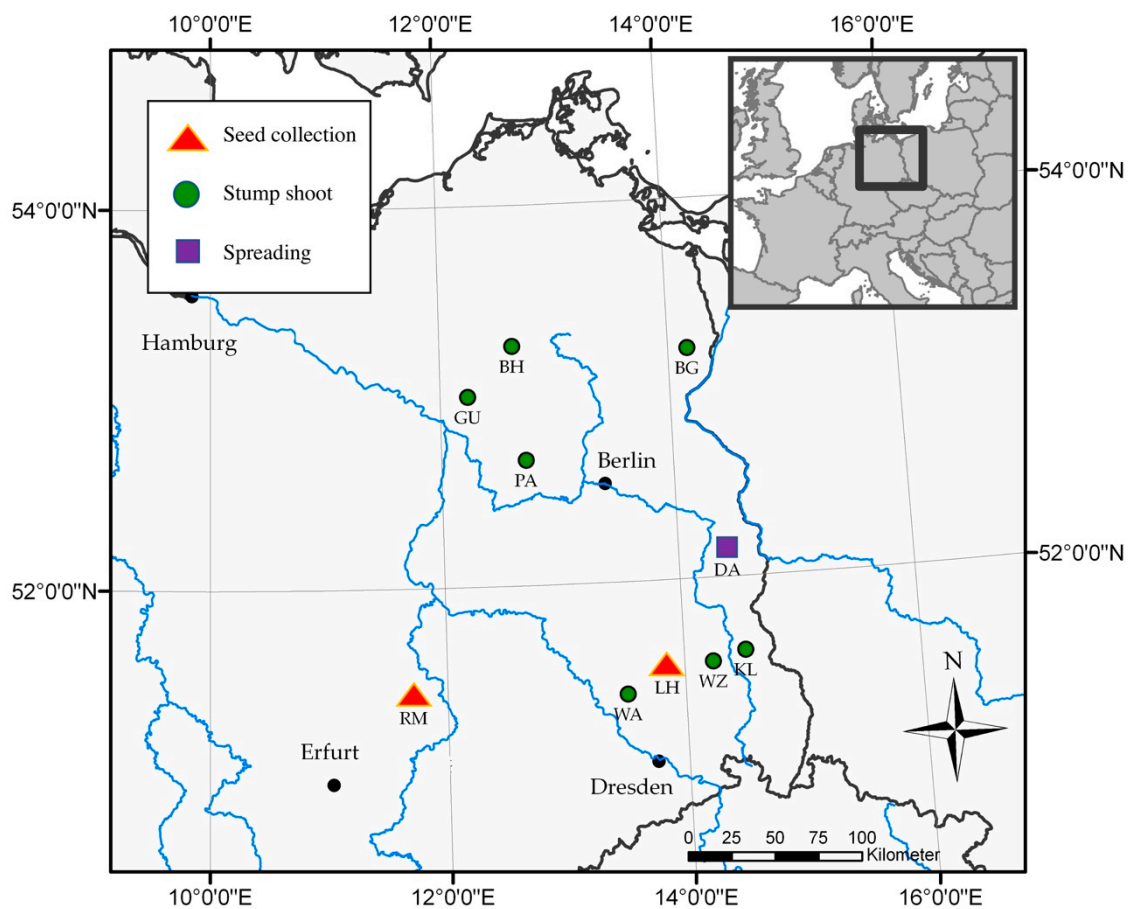 10°0'0"E 12°0'0"E 14°0'0"E 16°0'0"E
Seed collection
Stump shoot
Spreading
54°0'0"N
54°0'0"N
Hamburg
BH
BG
GU
PA
Berlin
DA
52°0'0"N
52°0'0"N
LH
WZ
KL
WA
RM
N
Erfurt
Dresden
0 25 50 75 100
Kilometer
10°0'0"E 12°0'0"E 14°0'0"E 16°0'0"E